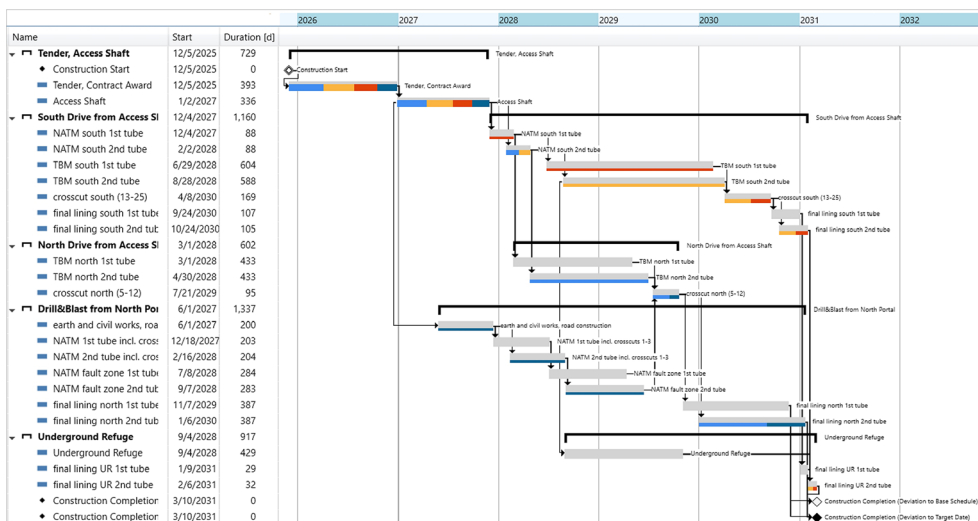 2026 2027 2028 2029 2030 2031 2032
Name Start Duration [d]
Tender, Access Shaft 12/5/2025 729 Tender, Access Shaft
Construction Start 12/5/2025 0 Construction Start
Tender, Contract Award 12/5/2025 393 Tender, Contract Award
Access Shaft 1/2/2027 336 Access Shaft
South Drive from Access Sl 12/4/2027 1,160 South Drive from Access Shaft
NATM south 1st tube 12/4/2027 88 NATM south 1st tube
NATM south 2nd tube 2/2/2028 88 NATM south 2nd tube
TBM south 1st tube 6/29/2028 604 TBM south 1st tube
TBM south 2nd tube 8/28/2028 588 TBM south 2nd tube
crosscut south (13-25) 4/8/2030 169 crosscut south (13-25)
final lining south 1st tube 9/24/2030 107 final lining south 1st tube
final lining south 2nd tub 10/24/2030 105 final lining south 2nd tube
North Drive from Access Sl 3/1/2028 602 North Drive from Access Shaft
TBM north 1st tube 3/1/2028 433 TBM north 1st tube
TBM north 2nd tube 4/30/2028 433 TBM north 2nd tube
crosscut north (5-12) 7/21/2029 95 crosscut north (5-12)
Drill&Blast from North Por 6/1/2027 1,337 Drill&Blast from North Portal
earth and civil works, roa 6/1/2027 200 earth and civil works, road construction
NATM 1st tube incl. cross 12/18/2027 203 NATM 1st tube incl. crosscuts 1-3
NATM 2nd tube incl. cros 2/16/2028 204 NATM 2nd tube incl. crosscuts 1-3
NATM fault zone 1st tub 7/8/2028 284 NATM fault zone 1st tube
NATM fault zone 2nd tub 9/7/2028 283 NATM fault zone 2nd tube
final lining north 1st tube 11/7/2029 387 final lining north 1st tube
final lining north 2nd tub 1/6/2030 387 final lining north 2nd tube
Underground Refuge 9/4/2028 917 Underground Refuge
Underground Refuge 9/4/2028 429 Underground Refuge
final lining UR 1st tube 1/9/2031 29 final lining UR 1st tube
final lining UR 2nd tube 2/6/2031 32 final lining UR 2nd tube
Construction Completion 3/10/2031 0 Construction Completion (Deviation to Base Schedule)
Construction Completion 3/10/2031 0 Construction Completion (Deviation to Target Date)